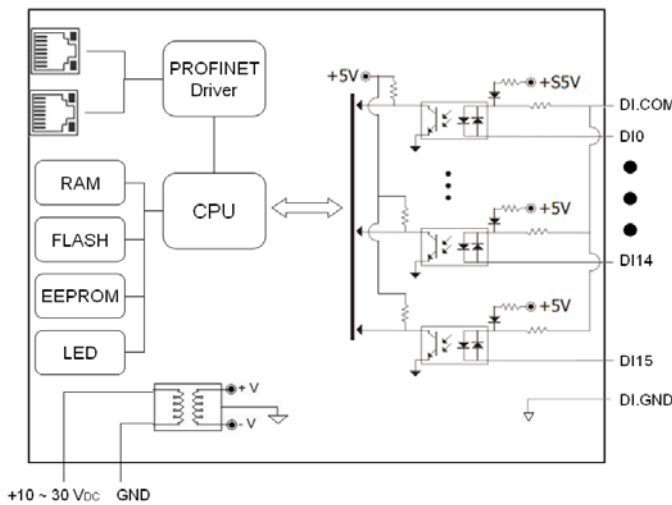 PROFINET
Driver
+5V
+S5V
DI.COM
DI0
RAM
CPU
FLASH
+5V
DI14
EEPROM
+5V
LED
DI15
+ V
DI.GND
- V
+10 ~ 30 VDC GND